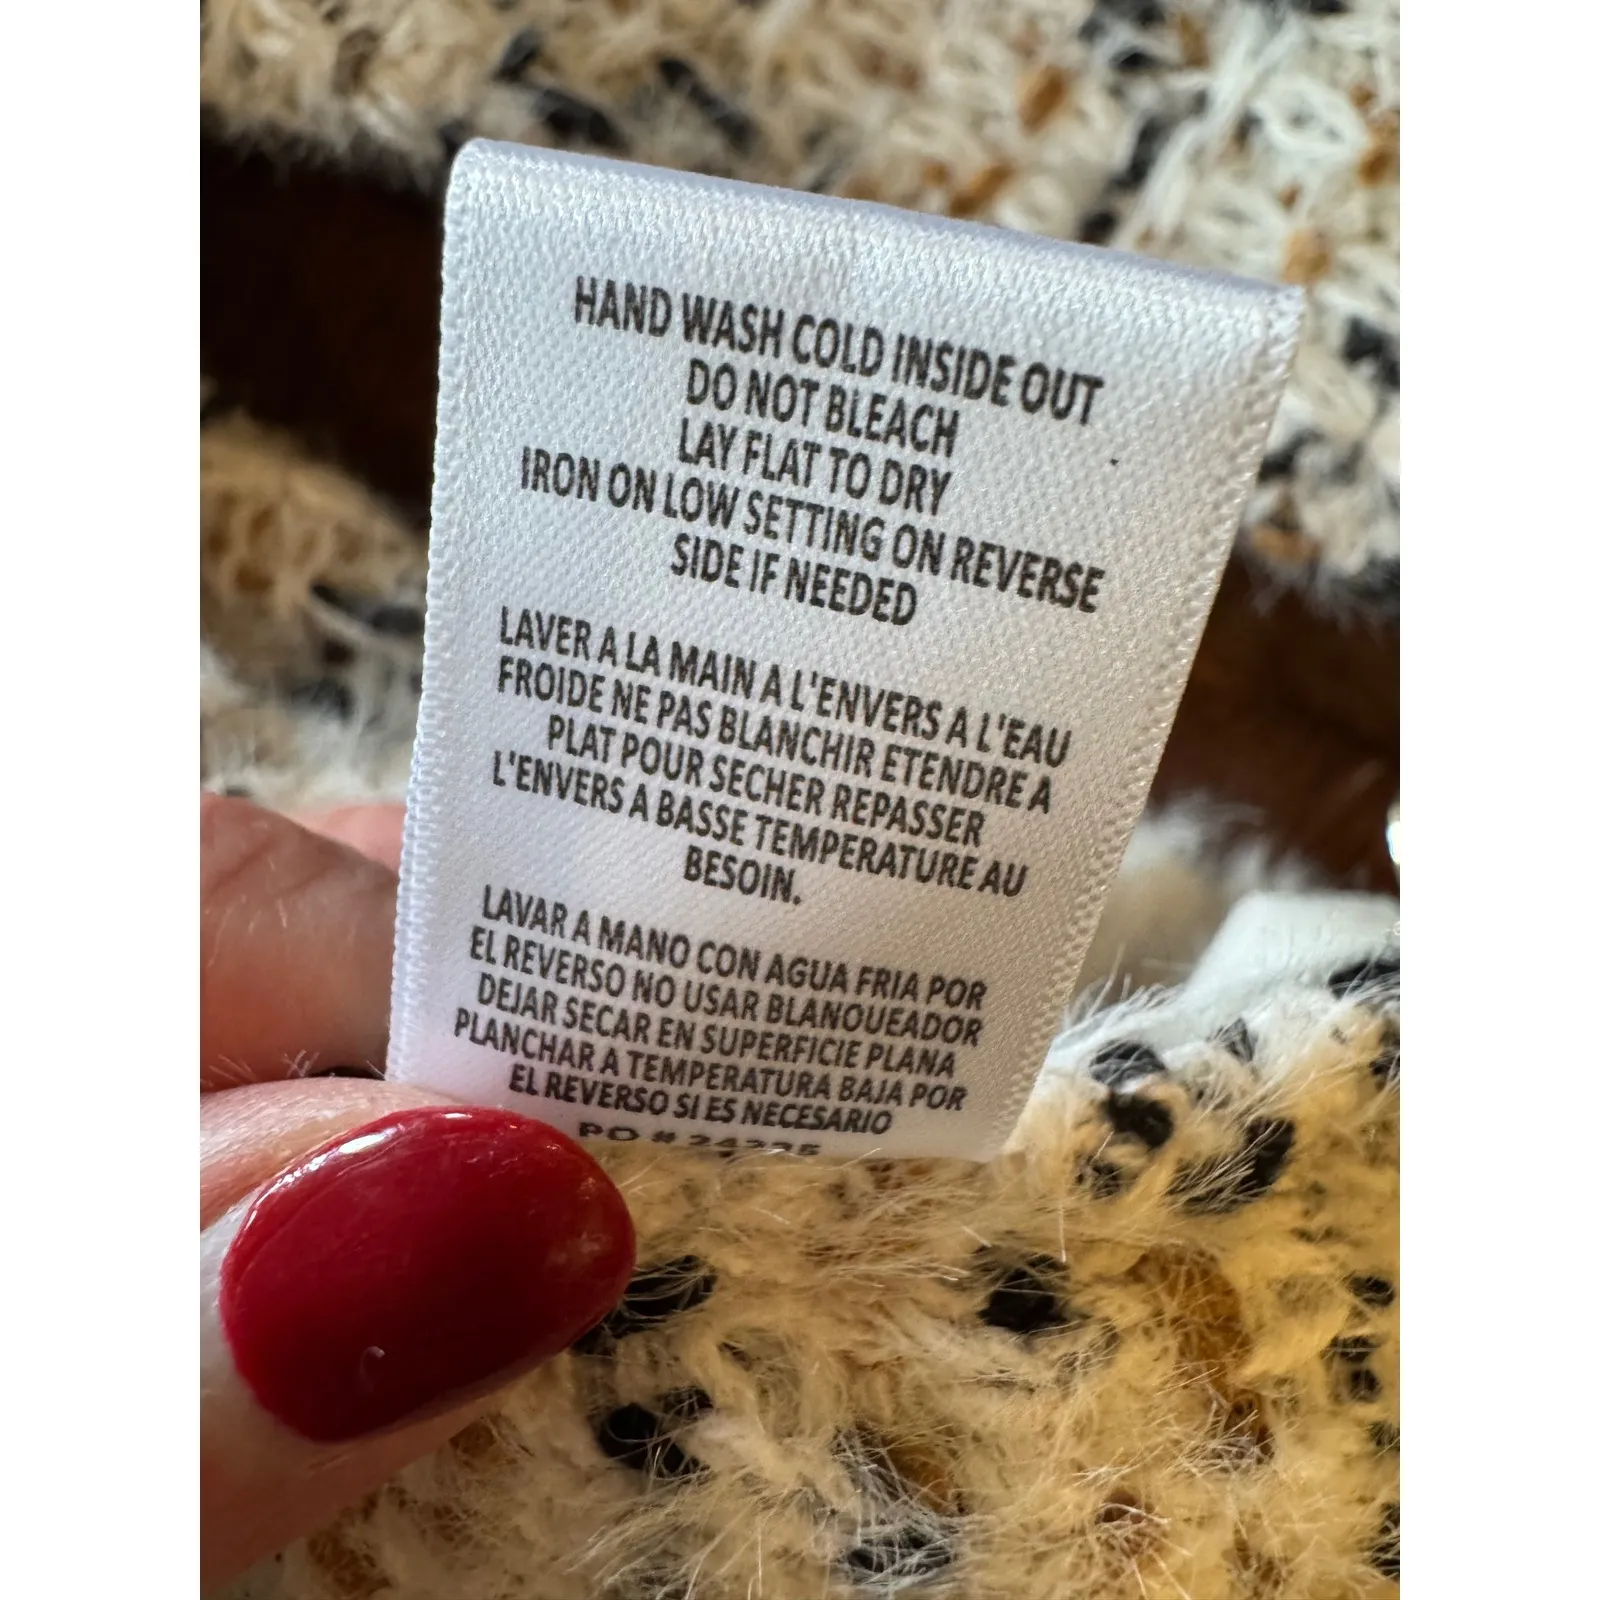 HAND WASH COLD INSIDE OUT
DO NOT BLEACH
LAY FLAT TO DRY
IRON ON LOW SETTING ON REVERSE
SIDE IF NEEDED
LAVER A LA MAIN A L'ENVERS A L'EAU
FROIDE NE PAS BLANCHIR ETENDRE A
PLAT POUR SECHER REPASSER
L'ENVERS A BASSE TEMPERATURE AU
BESOIN.
LAVAR A MANO CON AGUA FRIA POR
EL REVERSO NO USAR BLANQUEADOR
DEJAR SECAR EN SUPERFICIE PLANA
PLANCHAR A TEMPERATURA BAJA POR
EL REVERSO SI ES NECESARIO
PO #